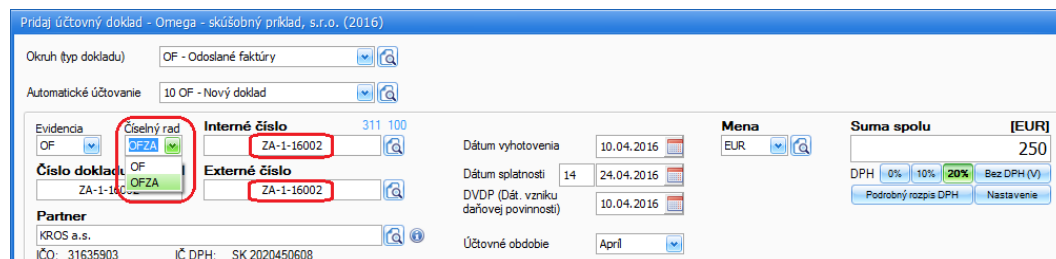 Pridaj účtovný doklad - Omega - skúšobný príklad, s.r.o. (2016)
Okruh (typ dokladu) OF - Odoslané faktúry
Automatické účtovanie 10 OF - Nový doklad
Evidencia Číselný rad Interné číslo 311 100 Mena Suma spolu [EUR]
OF OFZA ZA-1-16002 Dátum vyhotovenia 10.04.2016 EUR 250
OF
OFZA
Číslo Externé číslo Dátum splatnosti 14 24.04.2016 DPH 0% 10% 20% Bez DPH (V)
ZA-1-16002 ZA-1-16002 DVDP (Dát. vzniku daňovej povinnosti) 10.04.2016 Podrobný rozpis DPH Nastavenie
Partner
KROS a.s. Účtovné obdobie Apríl
IČO: 31635903 IČ DPH: SK 2020450608